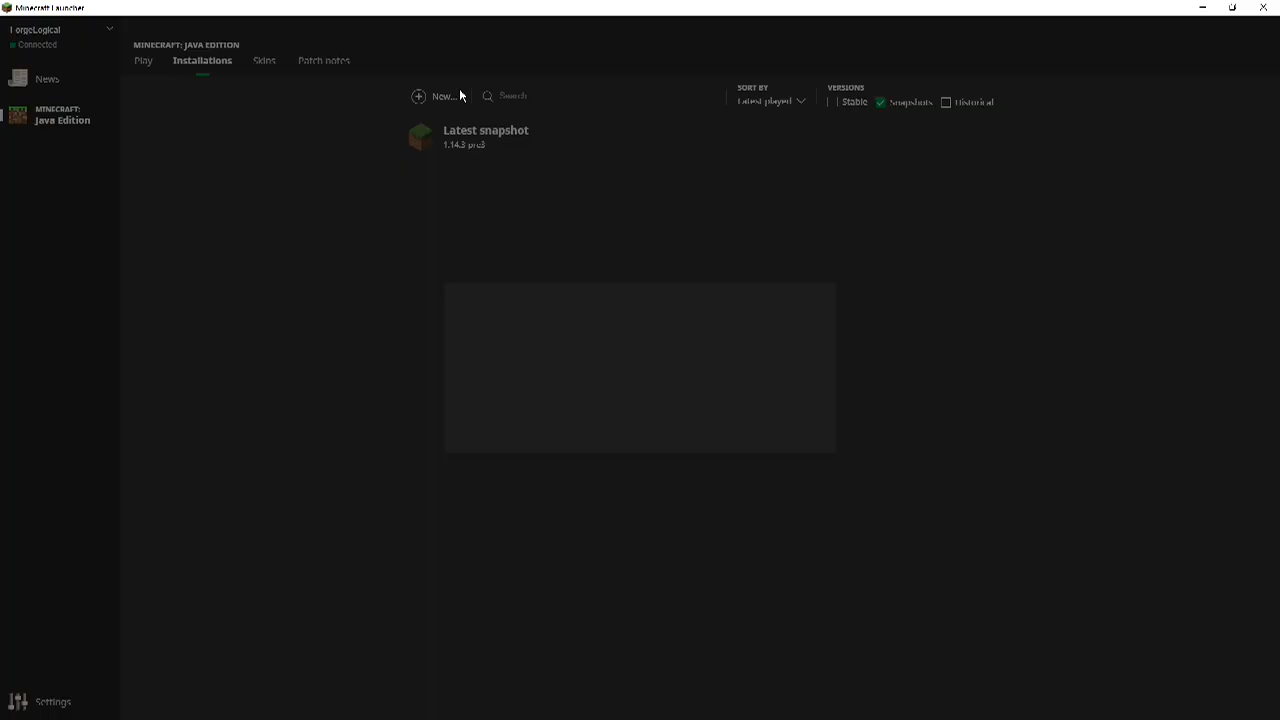 Minecraft Launcher
ForgeLogical
Connected
News
MINECRAFT:
Java Edition
Settings
MINECRAFT: JAVA EDITION
Play Installations Skins Patch notes
New... Search
SORT BY
Latest played
VERSIONS
Stable Snapshots Historical
Latest snapshot
1.14.3-pre3